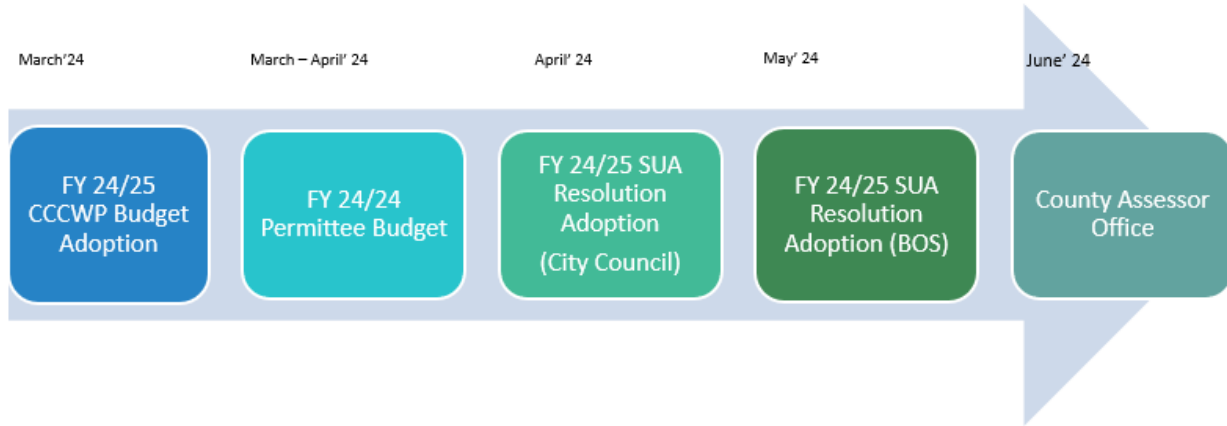 March'24
March – April' 24
April' 24
May' 24
June' 24
FY 24/25
CCCWP Budget
Adoption
FY 24/24
Permittee Budget
FY 24/25 SUA
Resolution
Adoption
(City Council)
FY 24/25 SUA
Resolution
Adoption (BOS)
County Assessor
Office